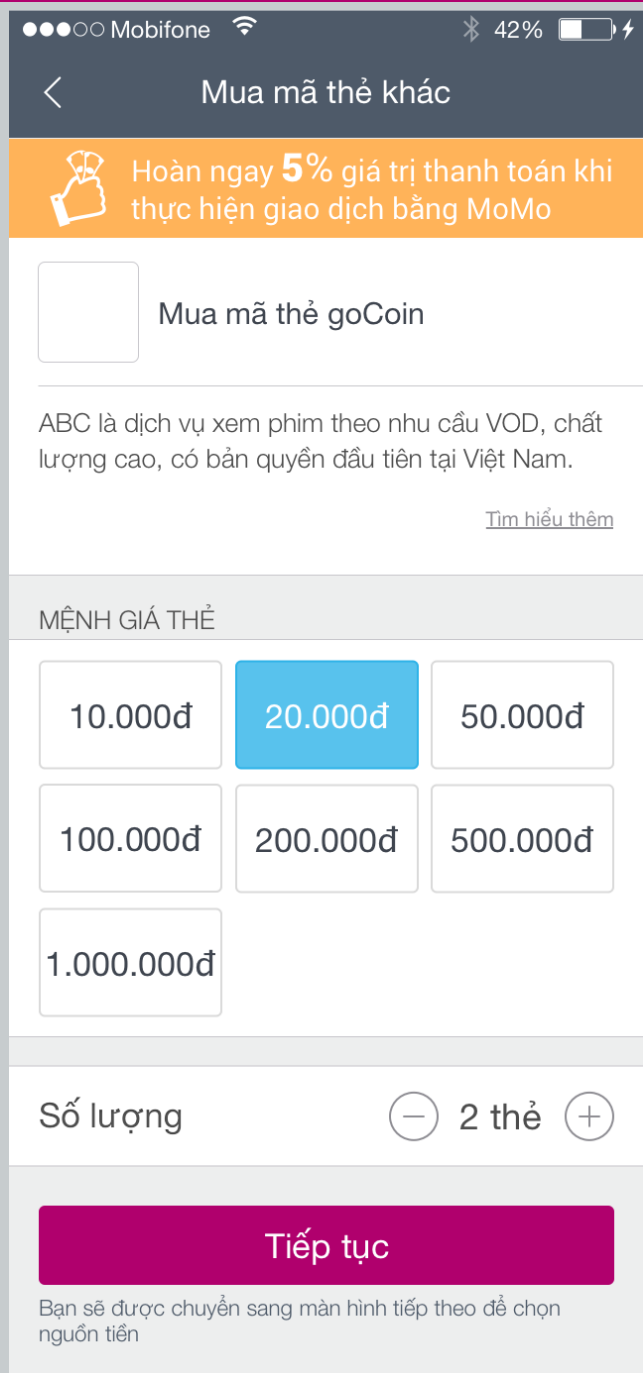 Mobifone 42%
Mua mã thẻ khác
Hoàn ngay 5% giá trị thanh toán khi
thực hiện giao dịch bằng MoMo
Mua mã thẻ goCoin
ABC là dịch vụ xem phim theo nhu cầu VOD, chất
lượng cao, có bản quyền đầu tiên tại Việt Nam.
Tìm hiểu thêm
MỆNH GIÁ THẺ
10.000đ 20.000đ 50.000đ
100.000đ 200.000đ 500.000đ
1.000.000đ
Số lượng 2 thẻ
Tiếp tục
Bạn sẽ được chuyển sang màn hình tiếp theo để chọn
nguồn tiền